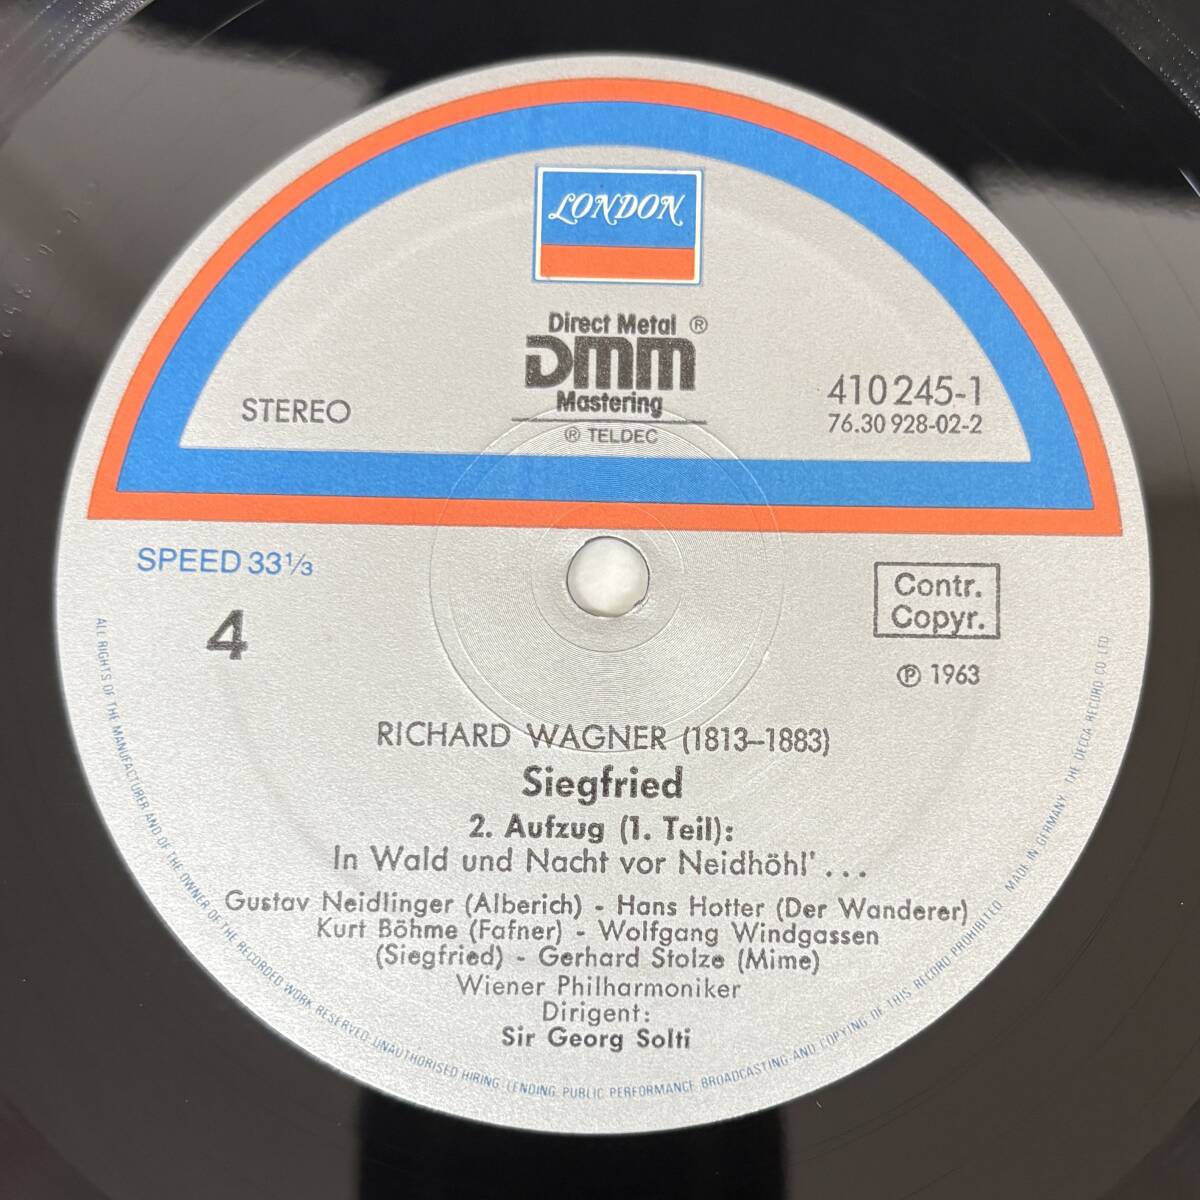 LONDON
Direct Metal ®
DMM
Mastering
® TELDEC
STEREO
410 245-1
76.30 928-02-2
SPEED 33 1/3
4
Contr.
Copyr.
℗ 1963
RICHARD WAGNER (1813–1883)
Siegfried
2. Aufzug (1. Teil):
In Wald und Nacht vor Neidhöhl' ...
Gustav Neidlinger (Alberich) - Hans Hotter (Der Wanderer)
Kurt Böhme (Fafner) - Wolfgang Windgassen
(Siegfried) - Gerhard Stolze (Mime)
Wiener Philharmoniker
Dirigent:
Sir Georg Solti
ALL RIGHTS OF THE MANUFACTURER AND OF THE OWNER OF THE RECORDED WORK RESERVED. UNAUTHORISED HIRING, LENDING, PUBLIC PERFORMANCE, BROADCASTING AND COPYING OF THIS RECORD PROHIBITED. MADE IN GERMANY. THE DECCA RECORD CO LTD